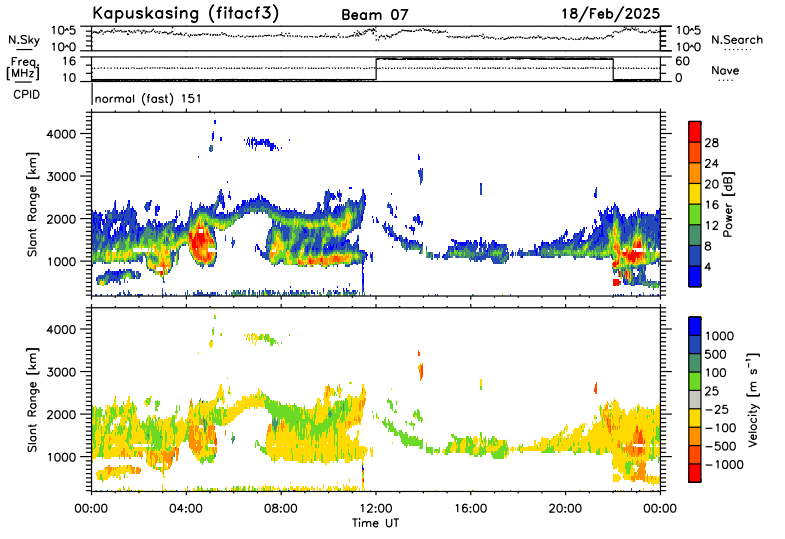 Kapuskasing (fitacf3) Beam 07 18/Feb/2025
N.Sky 10^5 10^0 10^5 10^0 N.Search
Freq. [MHz] 16 10 60 0 Nave
CPID normal (fast) 151
Slant Range [km] 4000 3000 2000 1000
28 24 20 16 12 8 4 Power [dB]
Slant Range [km] 4000 3000 2000 1000
1000 500 100 25 −25 −100 −500 −1000 Velocity [m s⁻¹]
00:00 04:00 08:00 12:00 16:00 20:00 00:00
Time UT